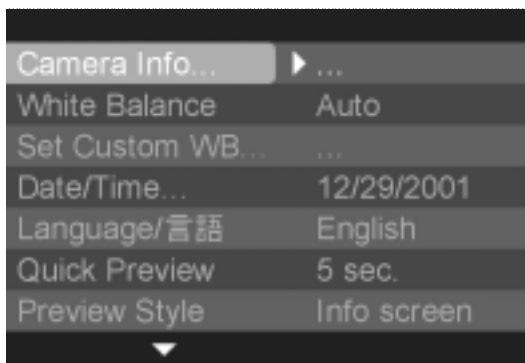 Camera Info... ...
White Balance Auto
Set Custom WB... ...
Date/Time... 12/29/2001
Language/言語 English
Quick Preview 5 sec.
Preview Style Info screen